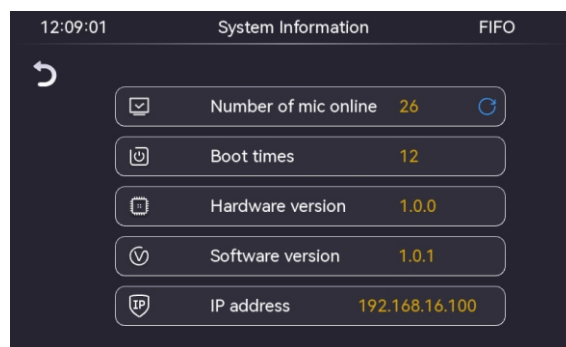 12:09:01 System Information FIFO
Number of mic online 26
Boot times 12
Hardware version 1.0.0
Software version 1.0.1
IP IP address 192.168.16.100